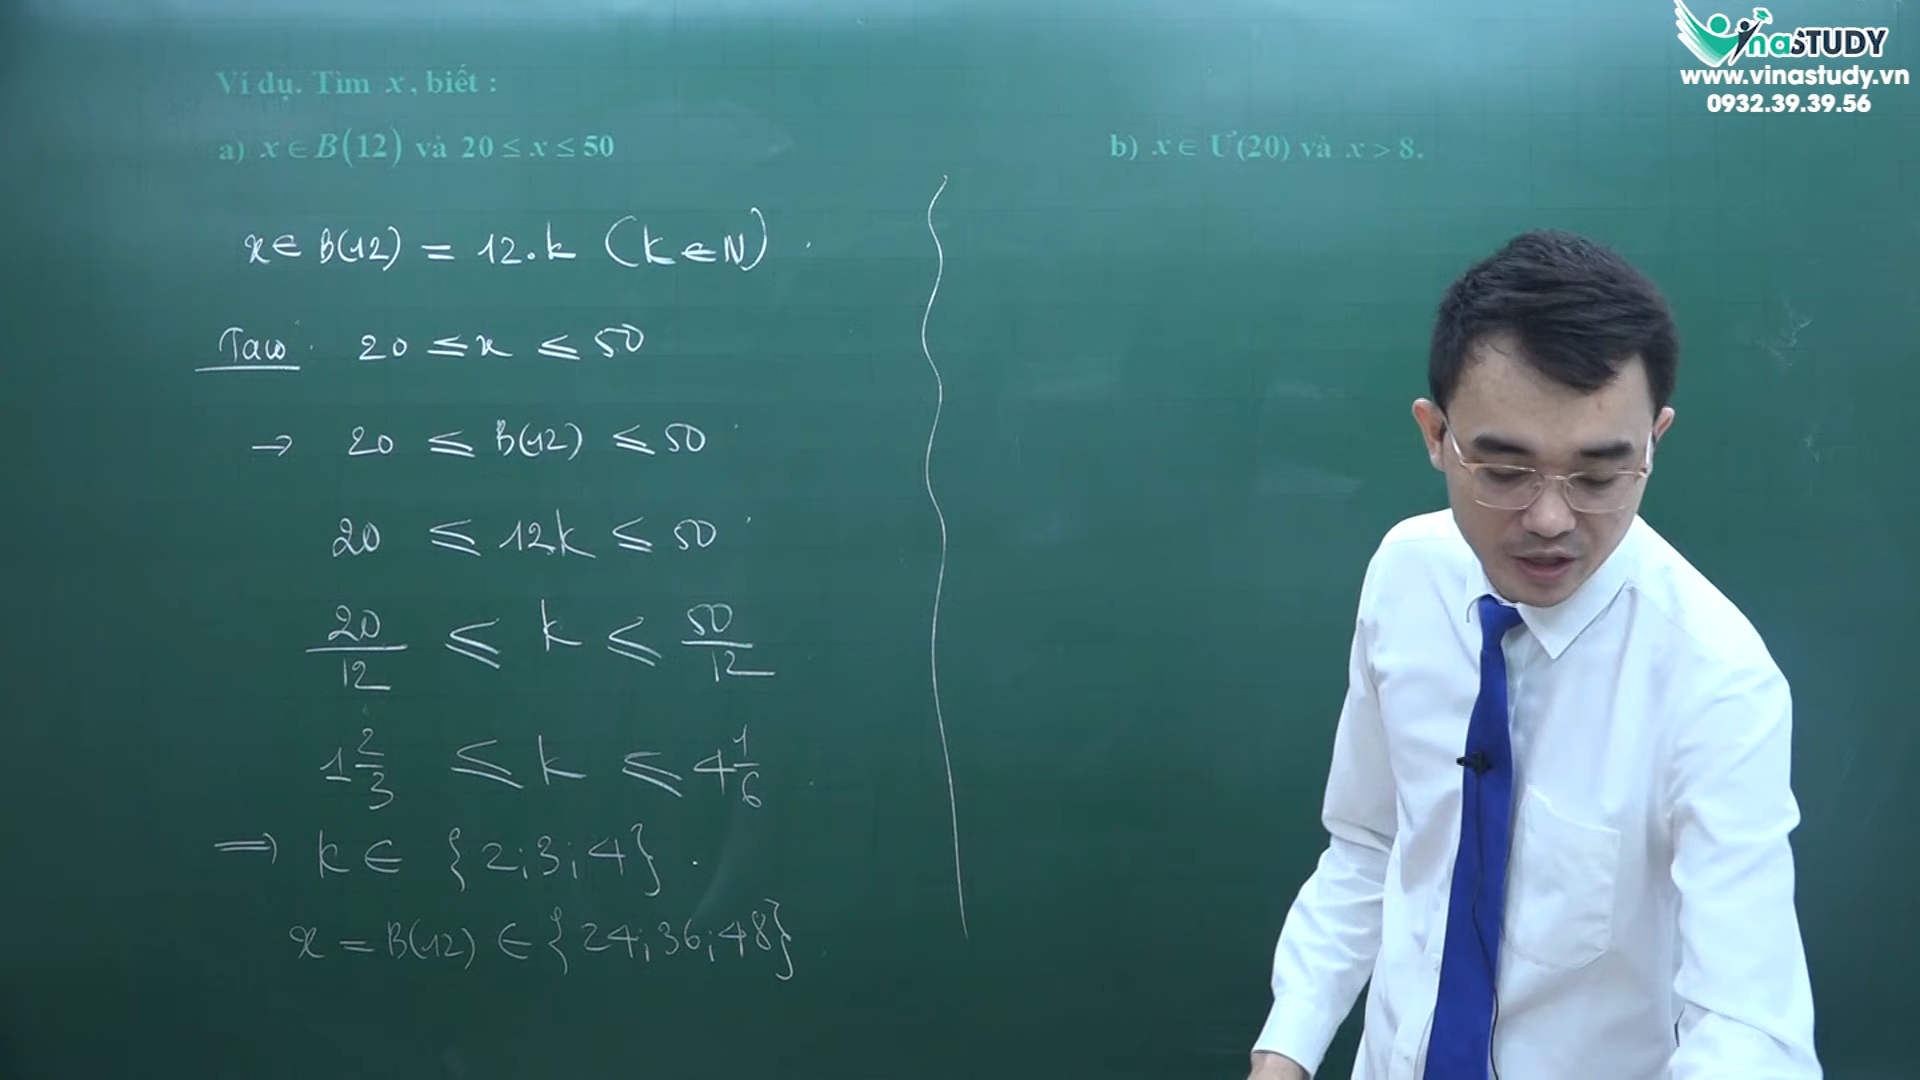 VinaSTUDY
www.vinastudy.vn
0932.39.39.56
Ví dụ. Tìm x, biết :
a) x ∈ B(12) và 20 ≤ x ≤ 50
x ∈ B(12) = 12.k (k ∈ N)
Ta có: 20 ≤ x ≤ 50
→ 20 ≤ B(12) ≤ 50
20 ≤ 12k ≤ 50
20/12 ≤ k ≤ 50/12
1 2/3 ≤ k ≤ 4 1/6
⇒ k ∈ {2;3;4}.
x = B(12) ∈ {24;36;48}
b) x ∈ Ư(20) và x > 8.